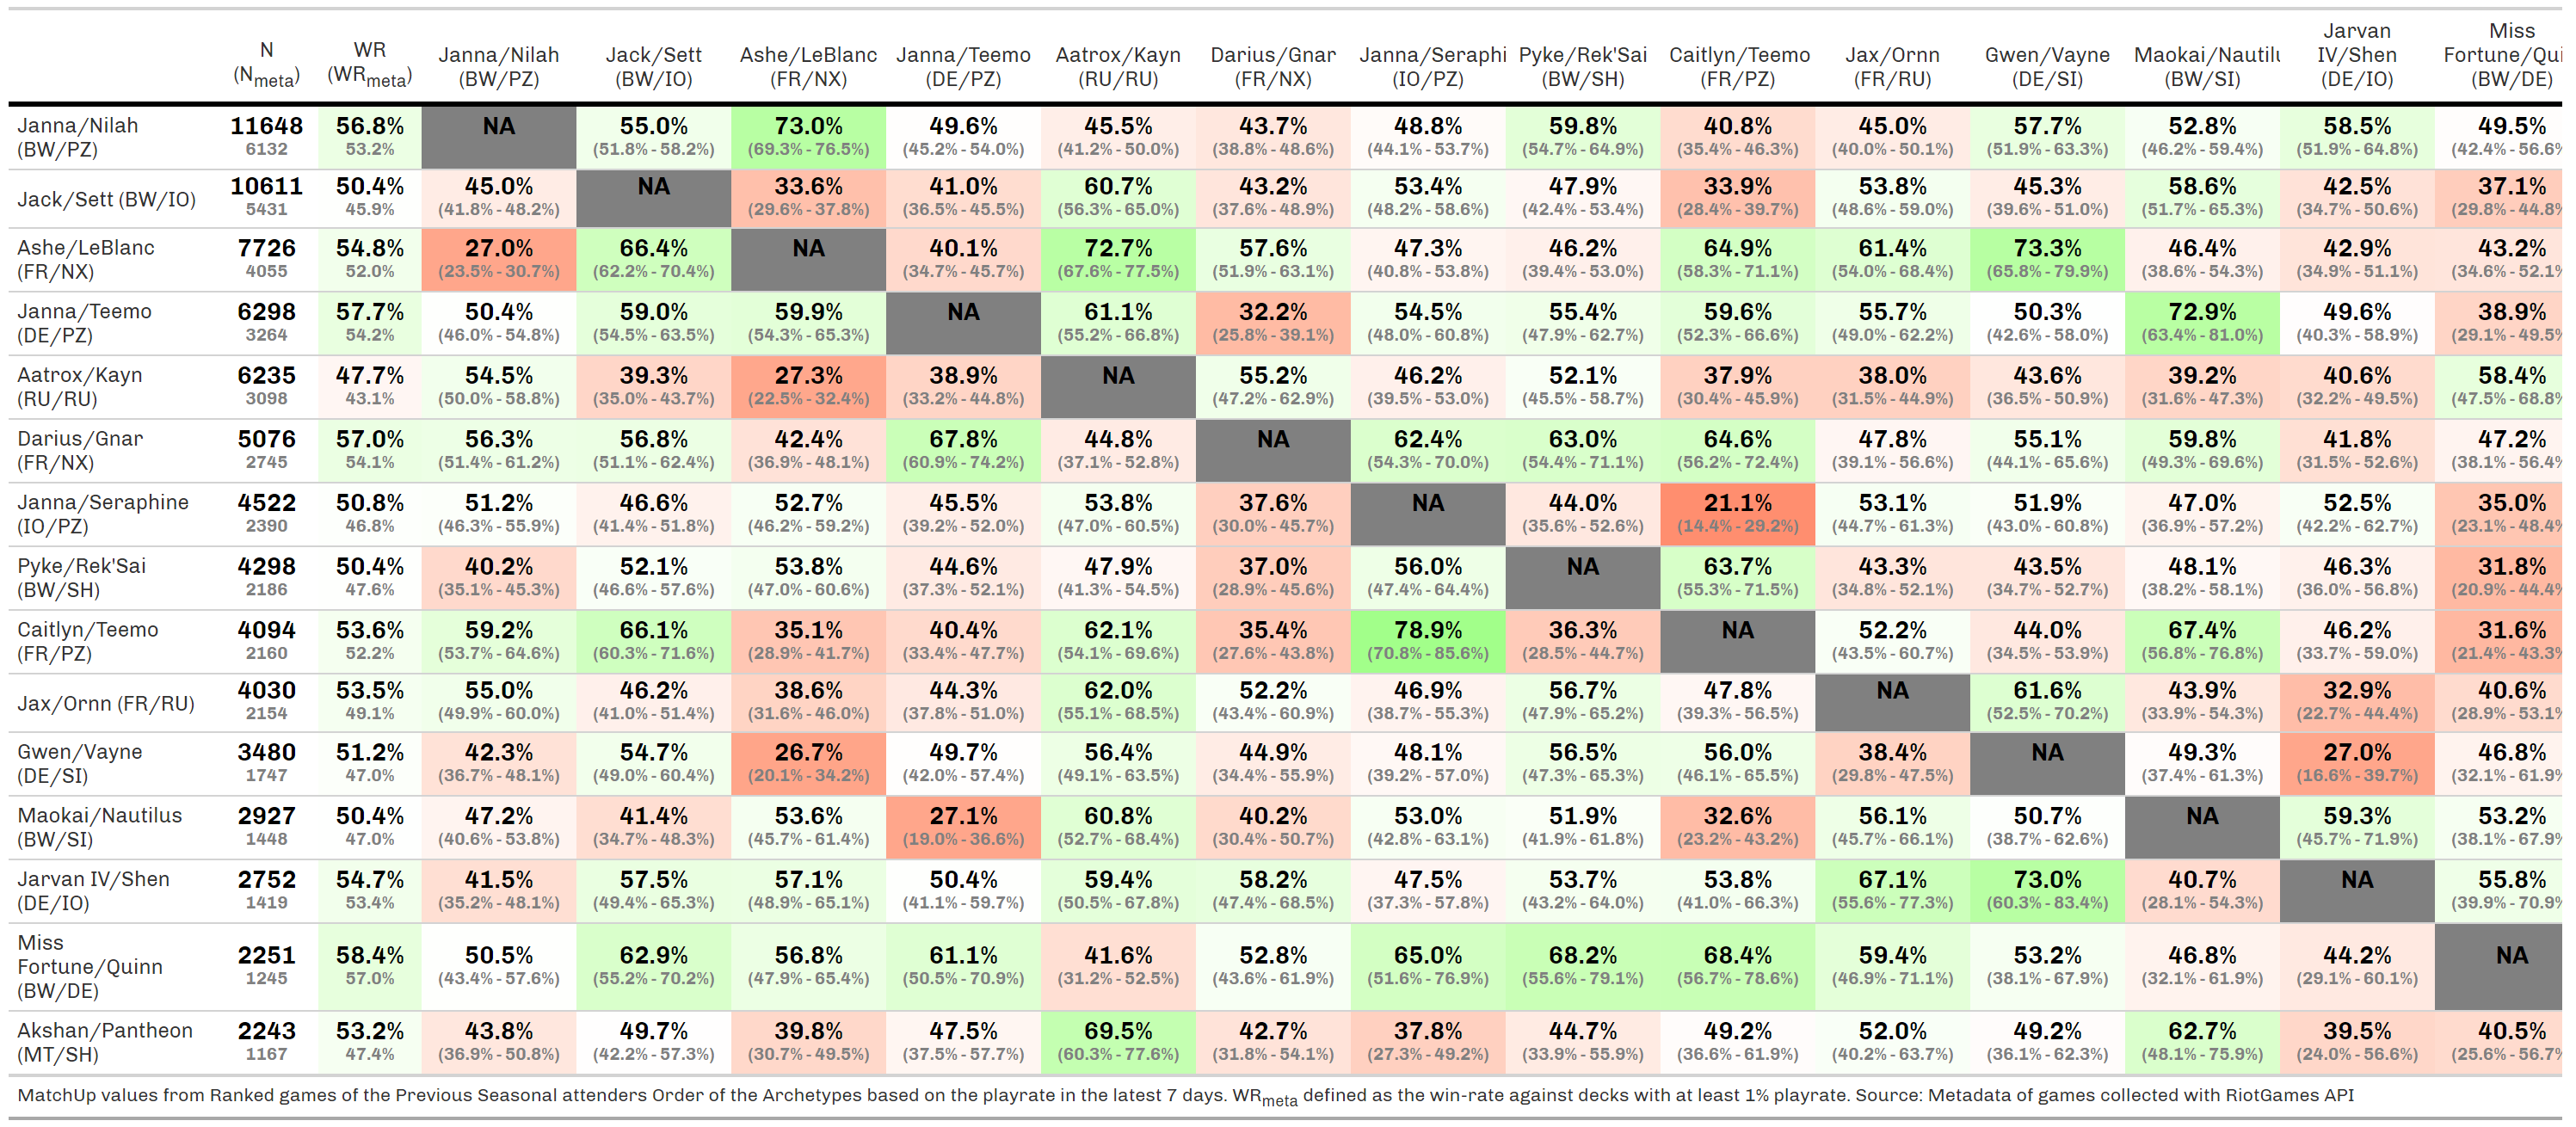 N (Nmeta) WR (WRmeta) Janna/Nilah (BW/PZ) Jack/Sett (BW/IO) Ashe/LeBlanc (FR/NX) Janna/Teemo (DE/PZ) Aatrox/Kayn (RU/RU) Darius/Gnar (FR/NX) Janna/Seraphi (IO/PZ) Pyke/Rek'Sai (BW/SH) Caitlyn/Teemo (FR/PZ) Jax/Ornn (FR/RU) Gwen/Vayne (DE/SI) Maokai/Nautilu (BW/SI) Jarvan IV/Shen (DE/IO) Miss Fortune/Qui (BW/DE)
Janna/Nilah 11648 56.8% NA 55.0% 73.0% 49.6% 45.5% 43.7% 48.8% 59.8% 40.8% 45.0% 57.7% 52.8% 58.5% 49.5%
(BW/PZ) 6132 53.2% (51.8% - 58.2%) (69.3% - 76.5%) (45.2% - 54.0%) (41.2% - 50.0%) (38.8% - 48.6%) (44.1% - 53.7%) (54.7% - 64.9%) (35.4% - 46.3%) (40.0% - 50.1%) (51.9% - 63.3%) (46.2% - 59.4%) (51.9% - 64.8%) (42.4% - 56.6%
Jack/Sett (BW/IO) 10611 50.4% 45.0% NA 33.6% 41.0% 60.7% 43.2% 53.4% 47.9% 33.9% 53.8% 45.3% 58.6% 42.5% 37.1%
5431 45.9% (41.8% - 48.2%) (29.6% - 37.8%) (36.5% - 45.5%) (56.3% - 65.0%) (37.6% - 48.9%) (48.2% - 58.6%) (42.4% - 53.4%) (28.4% - 39.7%) (48.6% - 59.0%) (39.6% - 51.0%) (51.7% - 65.3%) (34.7% - 50.6%) (29.8% - 44.8%
Ashe/LeBlanc 7726 54.8% 27.0% 66.4% NA 40.1% 72.7% 57.6% 47.3% 46.2% 64.9% 61.4% 73.3% 46.4% 42.9% 43.2%
(FR/NX) 4055 52.0% (23.5% - 30.7%) (62.2% - 70.4%) (34.7% - 45.7%) (67.6% - 77.5%) (51.9% - 63.1%) (40.8% - 53.8%) (39.4% - 53.0%) (58.3% - 71.1%) (54.0% - 68.4%) (65.8% - 79.9%) (38.6% - 54.3%) (34.9% - 51.1%) (34.6% - 52.1%
Janna/Teemo 6298 57.7% 50.4% 59.0% 59.9% NA 61.1% 32.2% 54.5% 55.4% 59.6% 55.7% 50.3% 72.9% 49.6% 38.9%
(DE/PZ) 3264 54.2% (46.0% - 54.8%) (54.5% - 63.5%) (54.3% - 65.3%) (55.2% - 66.8%) (25.8% - 39.1%) (48.0% - 60.8%) (47.9% - 62.7%) (52.3% - 66.6%) (49.0% - 62.2%) (42.6% - 58.0%) (63.4% - 81.0%) (40.3% - 58.9%) (29.1% - 49.5%
Aatrox/Kayn 6235 47.7% 54.5% 39.3% 27.3% 38.9% NA 55.2% 46.2% 52.1% 37.9% 38.0% 43.6% 39.2% 40.6% 58.4%
(RU/RU) 3098 43.1% (50.0% - 58.8%) (35.0% - 43.7%) (22.5% - 32.4%) (33.2% - 44.8%) (47.2% - 62.9%) (39.5% - 53.0%) (45.5% - 58.7%) (30.4% - 45.9%) (31.5% - 44.9%) (36.5% - 50.9%) (31.6% - 47.3%) (32.2% - 49.5%) (47.5% - 68.8%
Darius/Gnar 5076 57.0% 56.3% 56.8% 42.4% 67.8% 44.8% NA 62.4% 63.0% 64.6% 47.8% 55.1% 59.8% 41.8% 47.2%
(FR/NX) 2745 54.1% (51.4% - 61.2%) (51.1% - 62.4%) (36.9% - 48.1%) (60.9% - 74.2%) (37.1% - 52.8%) (54.3% - 70.0%) (54.4% - 71.1%) (56.2% - 72.4%) (39.1% - 56.6%) (44.1% - 65.6%) (49.3% - 69.6%) (31.5% - 52.6%) (38.1% - 56.4%
Janna/Seraphine 4522 50.8% 51.2% 46.6% 52.7% 45.5% 53.8% 37.6% NA 44.0% 21.1% 53.1% 51.9% 47.0% 52.5% 35.0%
(IO/PZ) 2390 46.8% (46.3% - 55.9%) (41.4% - 51.8%) (46.2% - 59.2%) (39.2% - 52.0%) (47.0% - 60.5%) (30.0% - 45.7%) (35.6% - 52.6%) (14.4% - 29.2%) (44.7% - 61.3%) (43.0% - 60.8%) (36.9% - 57.2%) (42.2% - 62.7%) (23.1% - 48.4%
Pyke/Rek'Sai 4298 50.4% 40.2% 52.1% 53.8% 44.6% 47.9% 37.0% 56.0% NA 63.7% 43.3% 43.5% 48.1% 46.3% 31.8%
(BW/SH) 2186 47.6% (35.1% - 45.3%) (46.6% - 57.6%) (47.0% - 60.6%) (37.3% - 52.1%) (41.3% - 54.5%) (28.9% - 45.6%) (47.4% - 64.4%) (55.3% - 71.5%) (34.8% - 52.1%) (34.7% - 52.7%) (38.2% - 58.1%) (36.0% - 56.8%) (20.9% - 44.4%
Caitlyn/Teemo 4094 53.6% 59.2% 66.1% 35.1% 40.4% 62.1% 35.4% 78.9% 36.3% NA 52.2% 44.0% 67.4% 46.2% 31.6%
(FR/PZ) 2160 52.2% (53.7% - 64.6%) (60.3% - 71.6%) (28.9% - 41.7%) (33.4% - 47.7%) (54.1% - 69.6%) (27.6% - 43.8%) (70.8% - 85.6%) (28.5% - 44.7%) (43.5% - 60.7%) (34.5% - 53.9%) (56.8% - 76.8%) (33.7% - 59.0%) (21.4% - 43.3%
Jax/Ornn (FR/RU) 4030 53.5% 55.0% 46.2% 38.6% 44.3% 62.0% 52.2% 46.9% 56.7% 47.8% NA 61.6% 43.9% 32.9% 40.6%
2154 49.1% (49.9% - 60.0%) (41.0% - 51.4%) (31.6% - 46.0%) (37.8% - 51.0%) (55.1% - 68.5%) (43.4% - 60.9%) (38.7% - 55.3%) (47.9% - 65.2%) (39.3% - 56.5%) (52.5% - 70.2%) (33.9% - 54.3%) (22.7% - 44.4%) (28.9% - 53.1%
Gwen/Vayne 3480 51.2% 42.3% 54.7% 26.7% 49.7% 56.4% 44.9% 48.1% 56.5% 56.0% 38.4% NA 49.3% 27.0% 46.8%
(DE/SI) 1747 47.0% (36.7% - 48.1%) (49.0% - 60.4%) (20.1% - 34.2%) (42.0% - 57.4%) (49.1% - 63.5%) (34.4% - 55.9%) (39.2% - 57.0%) (47.3% - 65.3%) (46.1% - 65.5%) (29.8% - 47.5%) (37.4% - 61.3%) (16.6% - 39.7%) (32.1% - 61.9%
Maokai/Nautilus 2927 50.4% 47.2% 41.4% 53.6% 27.1% 60.8% 40.2% 53.0% 51.9% 32.6% 56.1% 50.7% NA 59.3% 53.2%
(BW/SI) 1448 47.0% (40.6% - 53.8%) (34.7% - 48.3%) (45.7% - 61.4%) (19.0% - 36.6%) (52.7% - 68.4%) (30.4% - 50.7%) (42.8% - 63.1%) (41.9% - 61.8%) (23.2% - 43.2%) (45.7% - 66.1%) (38.7% - 62.6%) (45.7% - 71.9%) (38.1% - 67.9%
Jarvan IV/Shen 2752 54.7% 41.5% 57.5% 57.1% 50.4% 59.4% 58.2% 47.5% 53.7% 53.8% 67.1% 73.0% 40.7% NA 55.8%
(DE/IO) 1419 53.4% (35.2% - 48.1%) (49.4% - 65.3%) (48.9% - 65.1%) (41.1% - 59.7%) (50.5% - 67.8%) (47.4% - 68.5%) (37.3% - 57.8%) (43.2% - 64.0%) (41.0% - 66.3%) (55.6% - 77.3%) (60.3% - 83.4%) (28.1% - 54.3%) (39.9% - 70.9%
Miss
Fortune/Quinn 2251 58.4% 50.5% 62.9% 56.8% 61.1% 41.6% 52.8% 65.0% 68.2% 68.4% 59.4% 53.2% 46.8% 44.2% NA
(BW/DE) 1245 57.0% (43.4% - 57.6%) (55.2% - 70.2%) (47.9% - 65.4%) (50.5% - 70.9%) (31.2% - 52.5%) (43.6% - 61.9%) (51.6% - 76.9%) (55.6% - 79.1%) (56.7% - 78.6%) (46.9% - 71.1%) (38.1% - 67.9%) (32.1% - 61.9%) (29.1% - 60.1%)
Akshan/Pantheon 2243 53.2% 43.8% 49.7% 39.8% 47.5% 69.5% 42.7% 37.8% 44.7% 49.2% 52.0% 49.2% 62.7% 39.5% 40.5%
(MT/SH) 1167 47.4% (36.9% - 50.8%) (42.2% - 57.3%) (30.7% - 49.5%) (37.5% - 57.7%) (60.3% - 77.6%) (31.8% - 54.1%) (27.3% - 49.2%) (33.9% - 55.9%) (36.6% - 61.9%) (40.2% - 63.7%) (36.1% - 62.3%) (48.1% - 75.9%) (24.0% - 56.6%) (25.6% - 56.7%
MatchUp values from Ranked games of the Previous Seasonal attenders Order of the Archetypes based on the playrate in the latest 7 days. WRmeta defined as the win-rate against decks with at least 1% playrate. Source: Metadata of games collected with RiotGames API